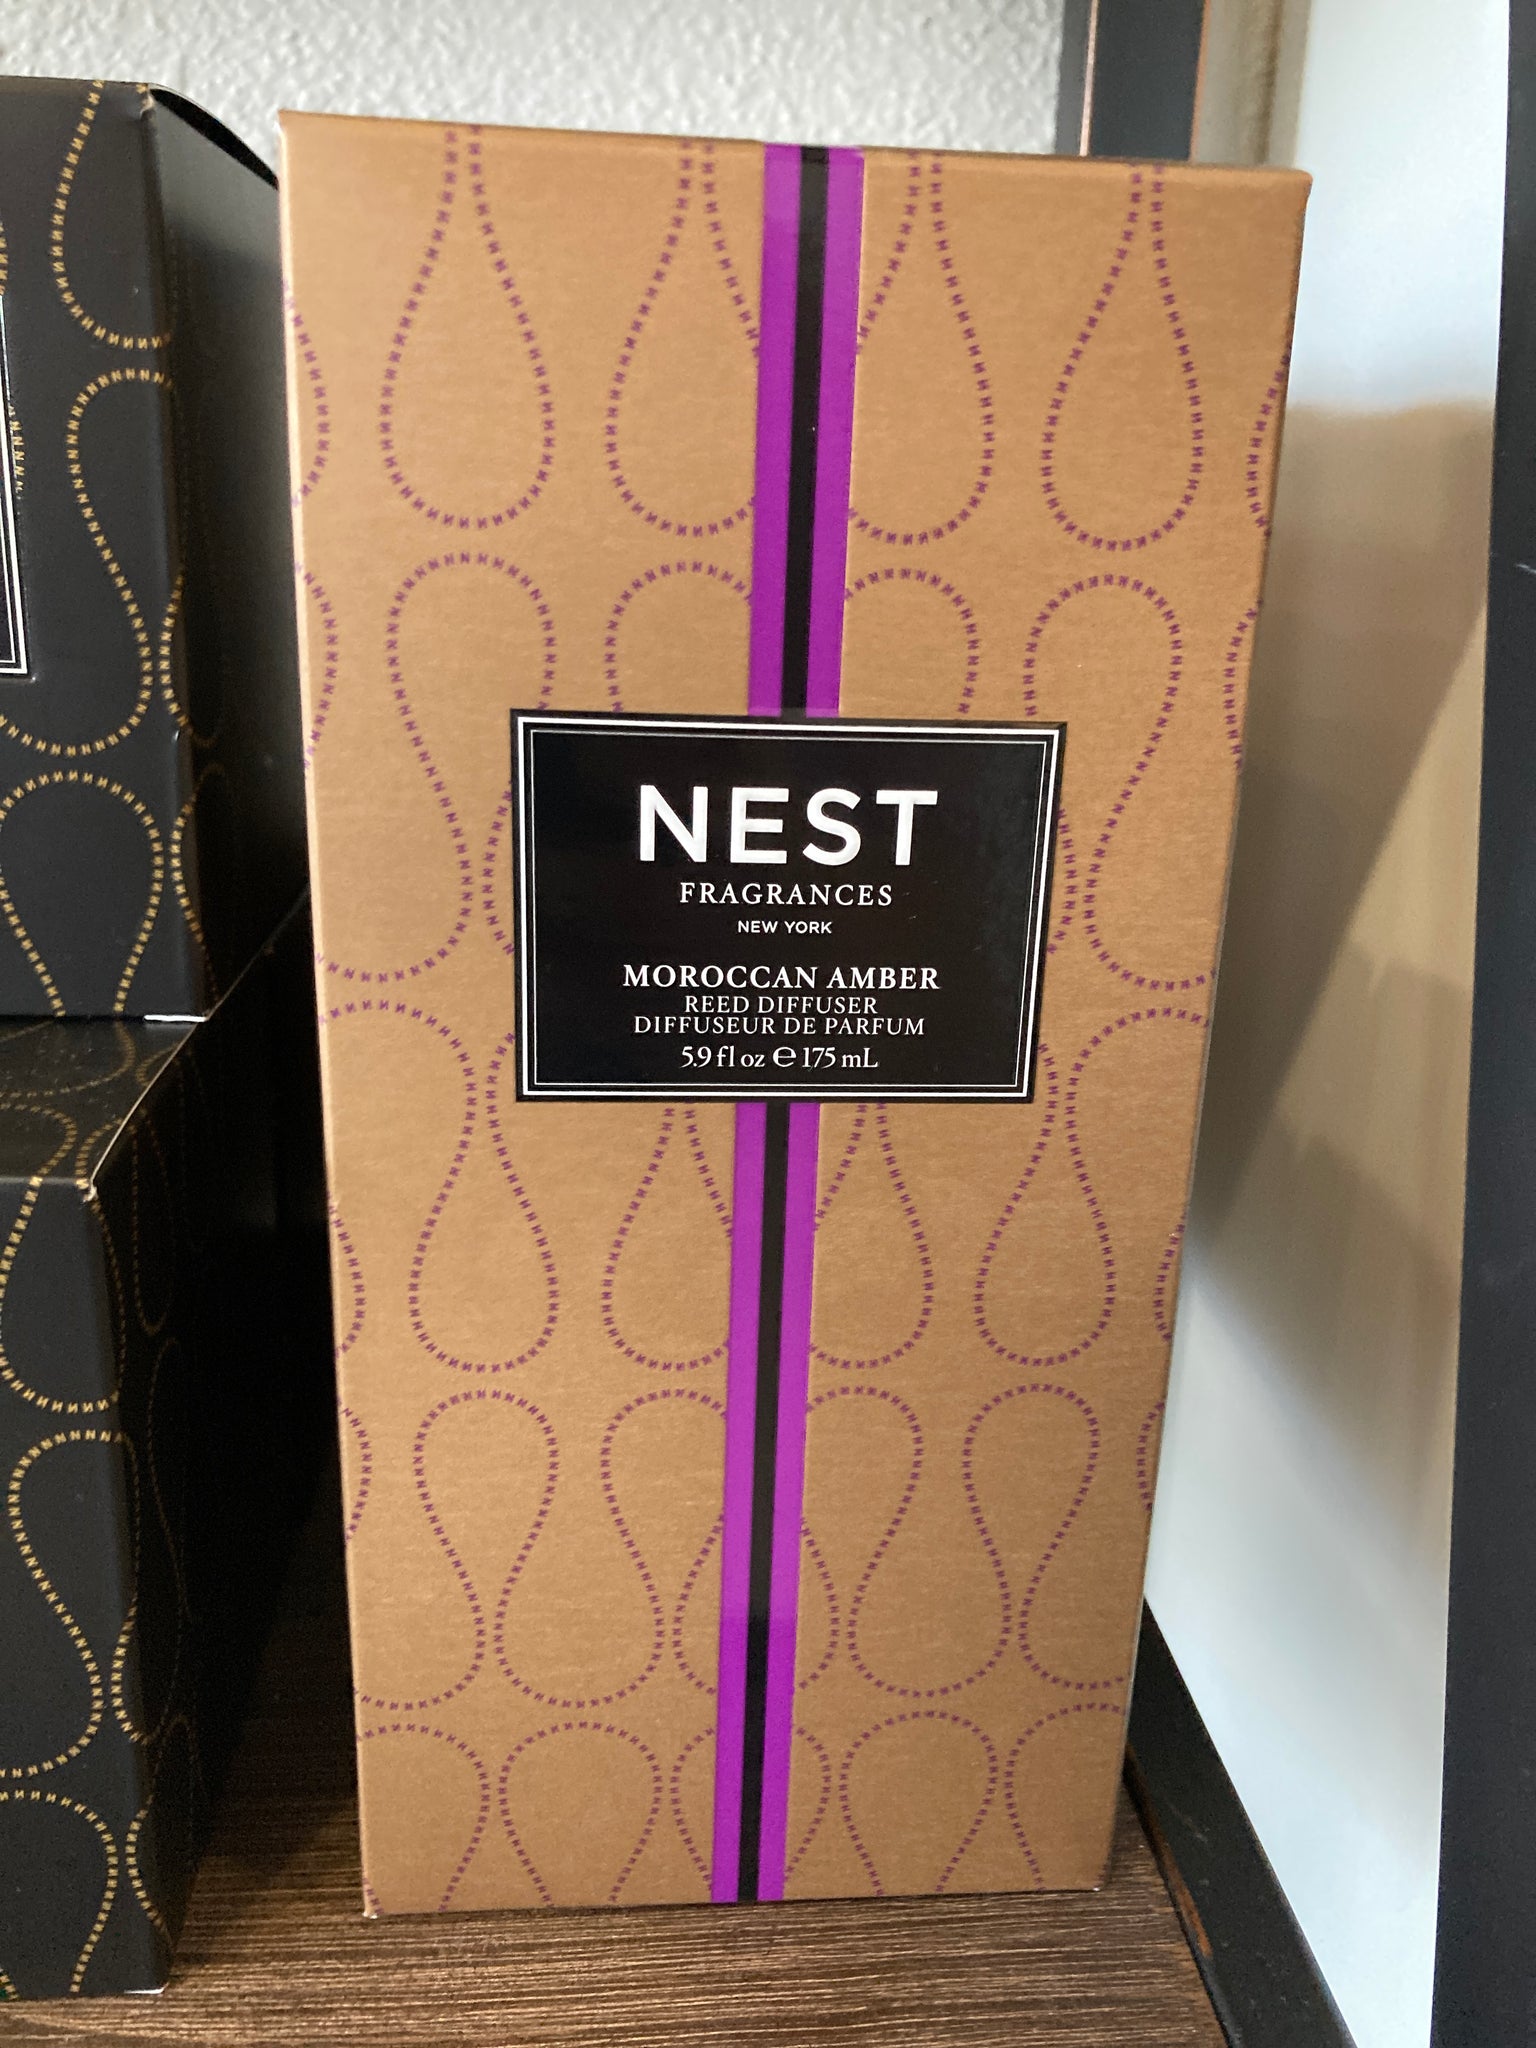 NEST
FRAGRANCES
NEW YORK
MOROCCAN AMBER
REED DIFFUSER
DIFFUSEUR DE PARFUM
5.9 fl oz ℮ 175 mL